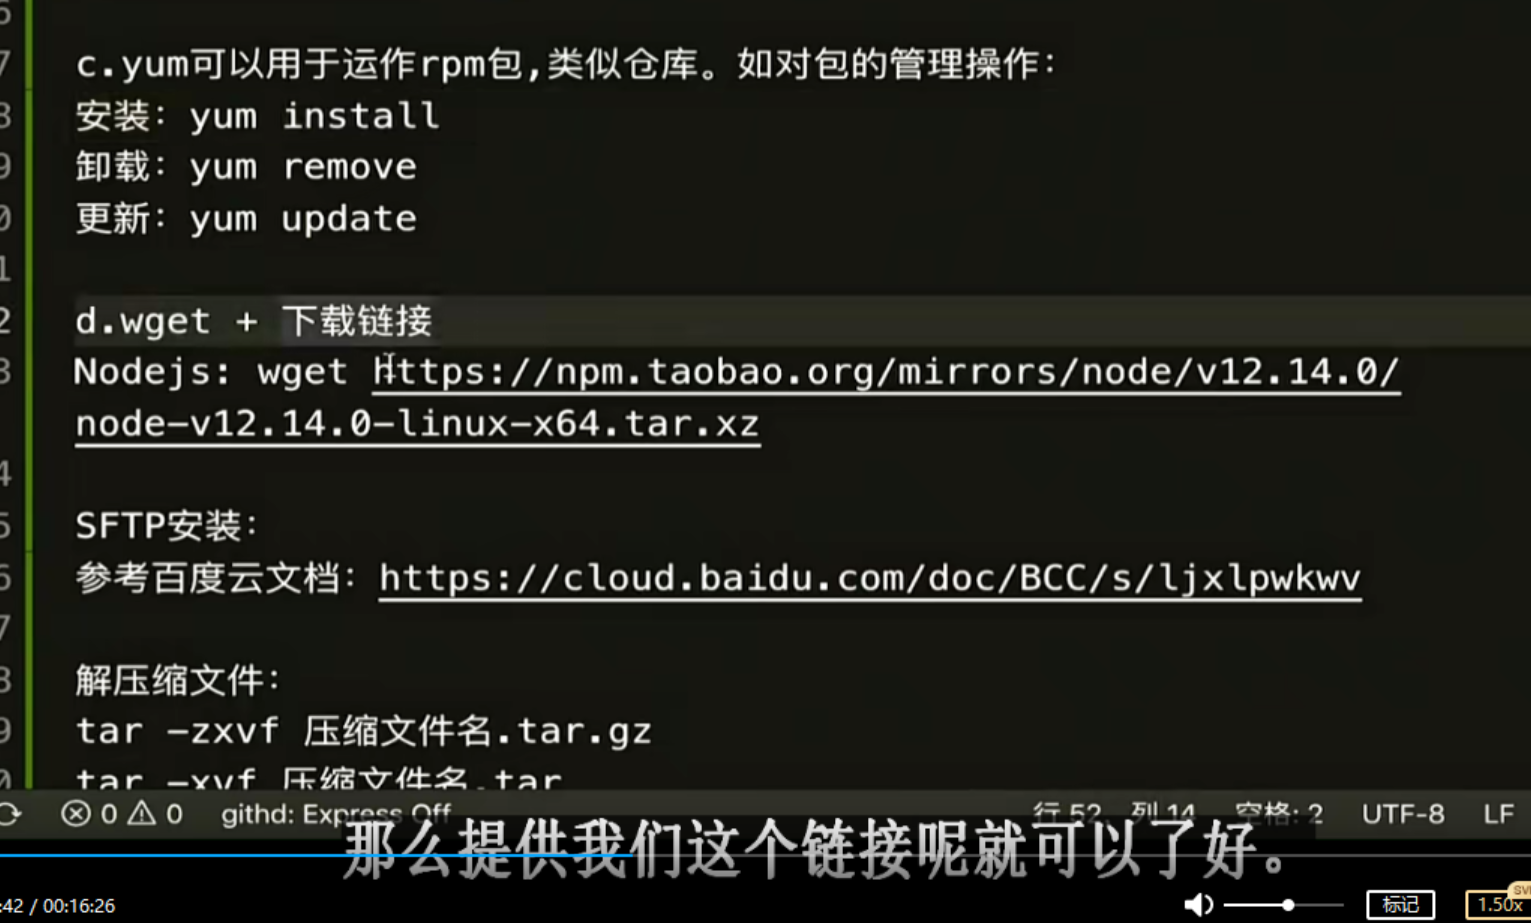 c.yum可以用于运作rpm包,类似仓库。如对包的管理操作:
安装: yum install
卸载: yum remove
更新: yum update
d.wget + 下载链接
Nodejs: wget https://npm.taobao.org/mirrors/node/v12.14.0/
node-v12.14.0-linux-x64.tar.xz
SFTP安装:
参考百度云文档: https://cloud.baidu.com/doc/BCC/s/ljxlpwkwv
解压缩文件:
tar -zxvf 压缩文件名.tar.gz
tar -xvf 压缩文件名.tar
0 0 githd: Express Off 行 52, 列 14 空格: 2 UTF-8 LF
那么提供我们这个链接呢就可以了好。
:42 / 00:16:26 标记 1.50x